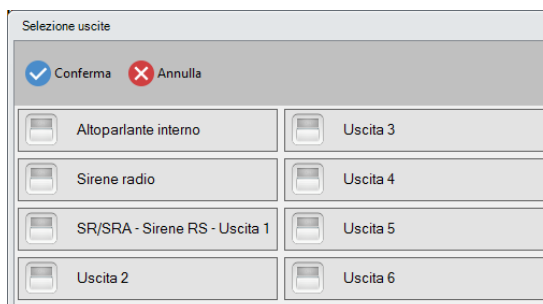 Selezione uscite
Conferma Annulla
Altoparlante interno
Sirene radio
SR/SRA - Sirene RS - Uscita 1
Uscita 2
Uscita 3
Uscita 4
Uscita 5
Uscita 6